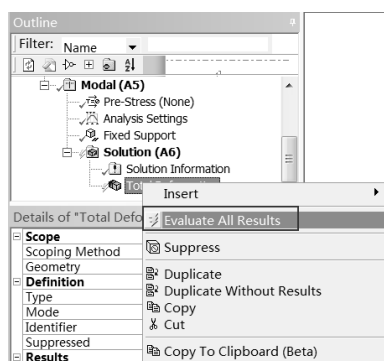 Outline
Filter: Name
Modal (A5)
Pre-Stress (None)
Analysis Settings
Fixed Support
Solution (A6)
Solution Information
Insert
Details of "Total Defo
Evaluate All Results
Scope
Scoping Method
Suppress
Geometry
Definition
Duplicate
Type
Duplicate Without Results
Mode
Copy
Identifier
Cut
Suppressed
Results
Copy To Clipboard (Beta)